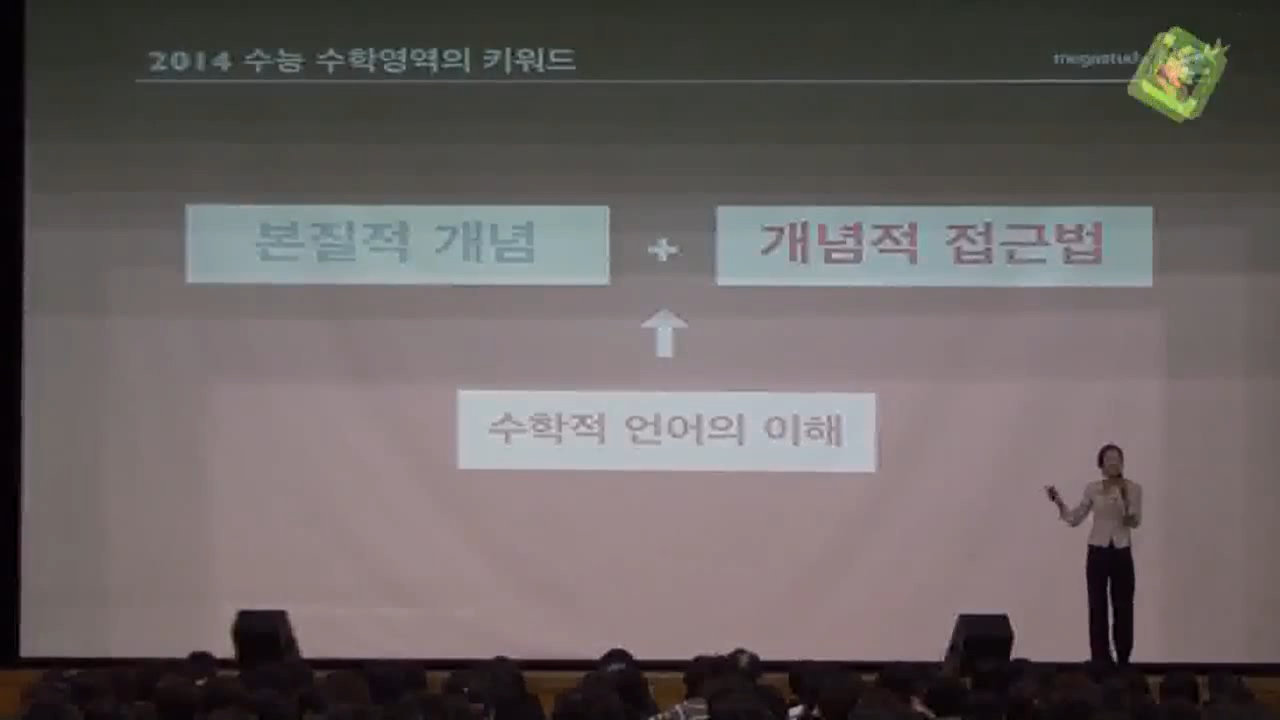 2014 수능 수학영역의 키워드
본질적 개념 + 개념적 접근법
수학적 언어의 이해